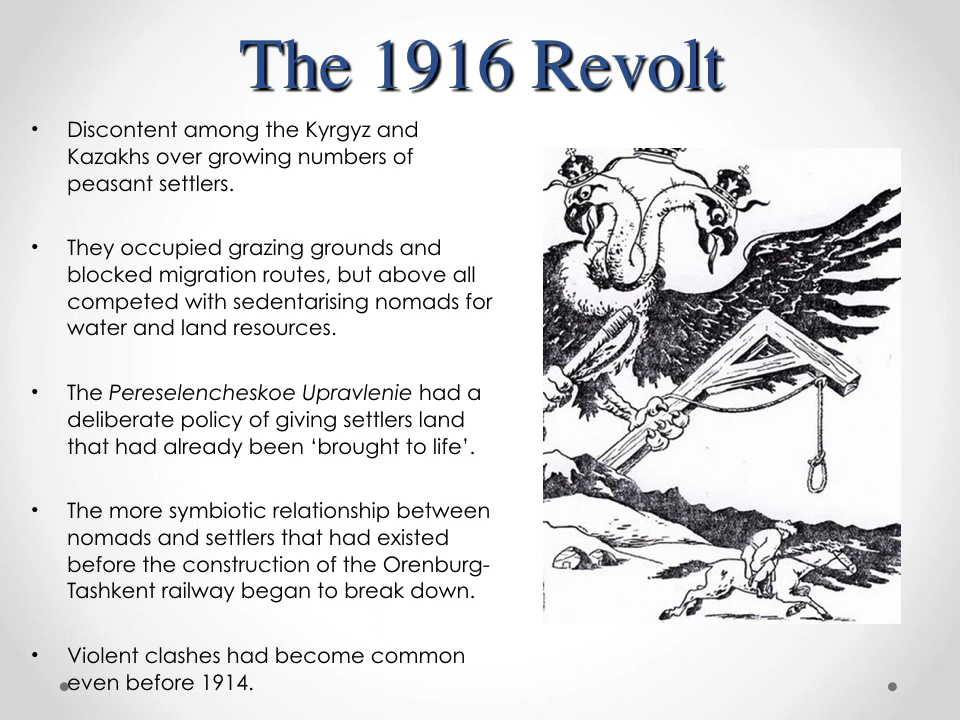 The 1916 Revolt
• Discontent among the Kyrgyz and
Kazakhs over growing numbers of
peasant settlers.
• They occupied grazing grounds and
blocked migration routes, but above all
competed with sedentarising nomads for
water and land resources.
• The Pereselencheskoe Upravlenie had a
deliberate policy of giving settlers land
that had already been ‘brought to life’.
• The more symbiotic relationship between
nomads and settlers that had existed
before the construction of the Orenburg-
Tashkent railway began to break down.
• Violent clashes had become common
even before 1914.